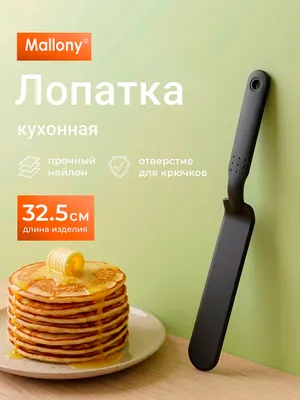 Mallony®
Лопатка
кухонная
прочный
нейлон
отверстие
для крючков
32.5см
длина изделия